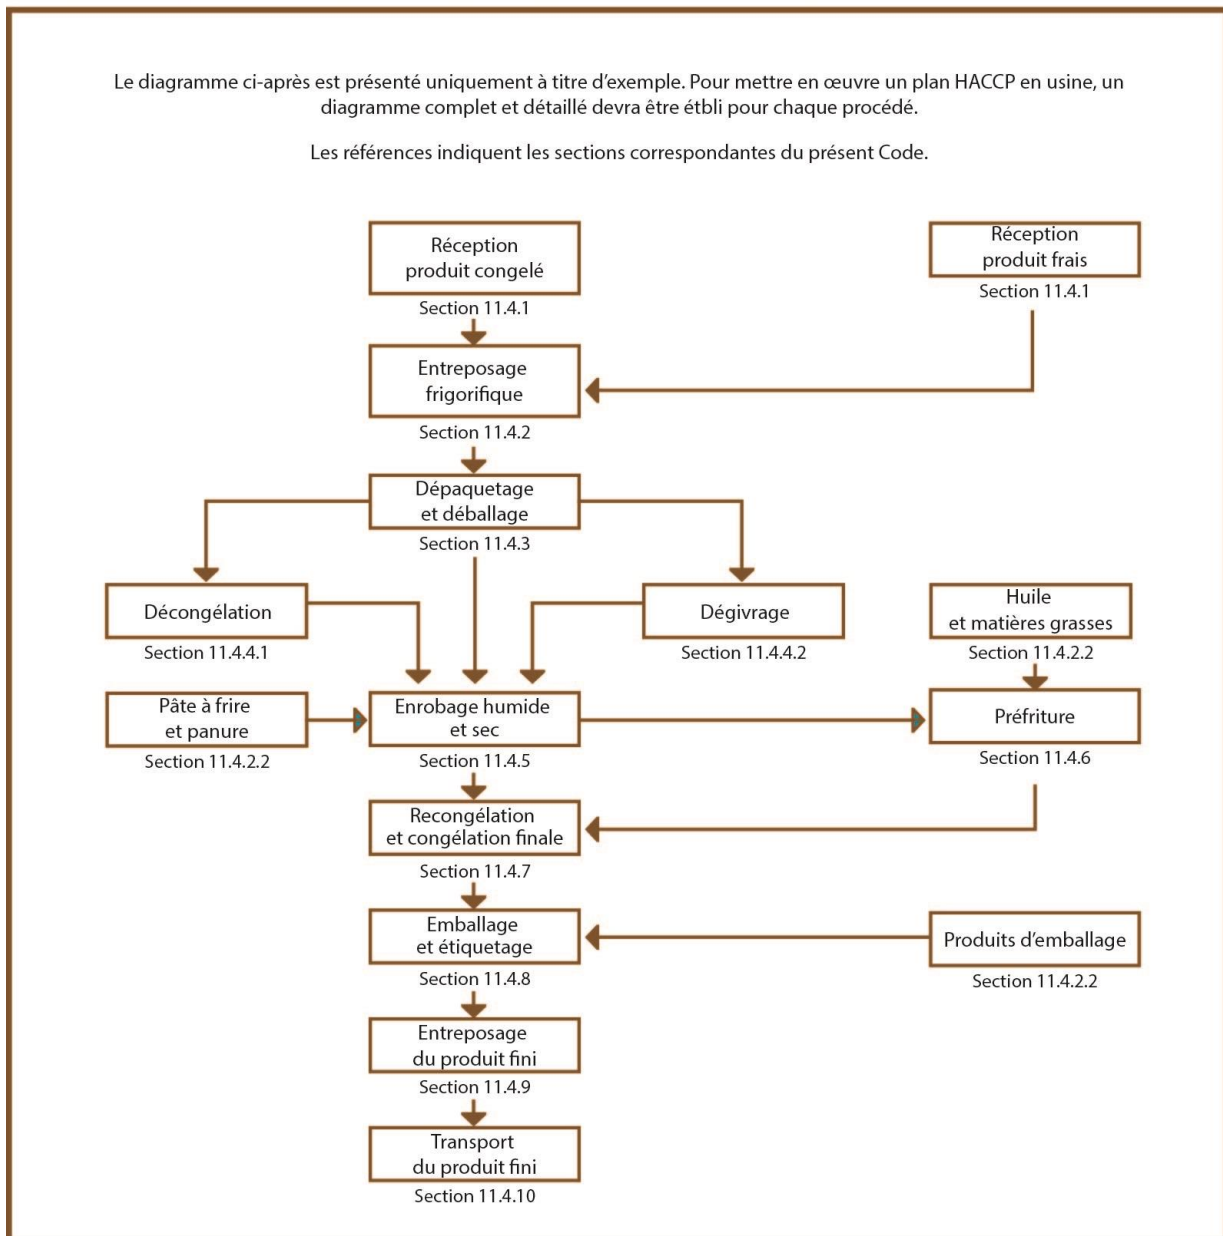 Le diagramme ci-après est présenté uniquement à titre d’exemple. Pour mettre en œuvre un plan HACCP en usine, un
diagramme complet et détaillé devra être étbli pour chaque procédé.
Les références indiquent les sections correspondantes du présent Code.
Réception
produit congelé
Section 11.4.1
Réception
produit frais
Section 11.4.1
Entreposage
frigorifique
Section 11.4.2
Dépaquetage
et déballage
Section 11.4.3
Décongélation
Section 11.4.4.1
Dégivrage
Section 11.4.4.2
Huile
et matières grasses
Section 11.4.2.2
Pâte à frire
et panure
Section 11.4.2.2
Enrobage humide
et sec
Section 11.4.5
Préfriture
Section 11.4.6
Recongélation
et congélation finale
Section 11.4.7
Emballage
et étiquetage
Section 11.4.8
Produits d’emballage
Section 11.4.2.2
Entreposage
du produit fini
Section 11.4.9
Transport
du produit fini
Section 11.4.10